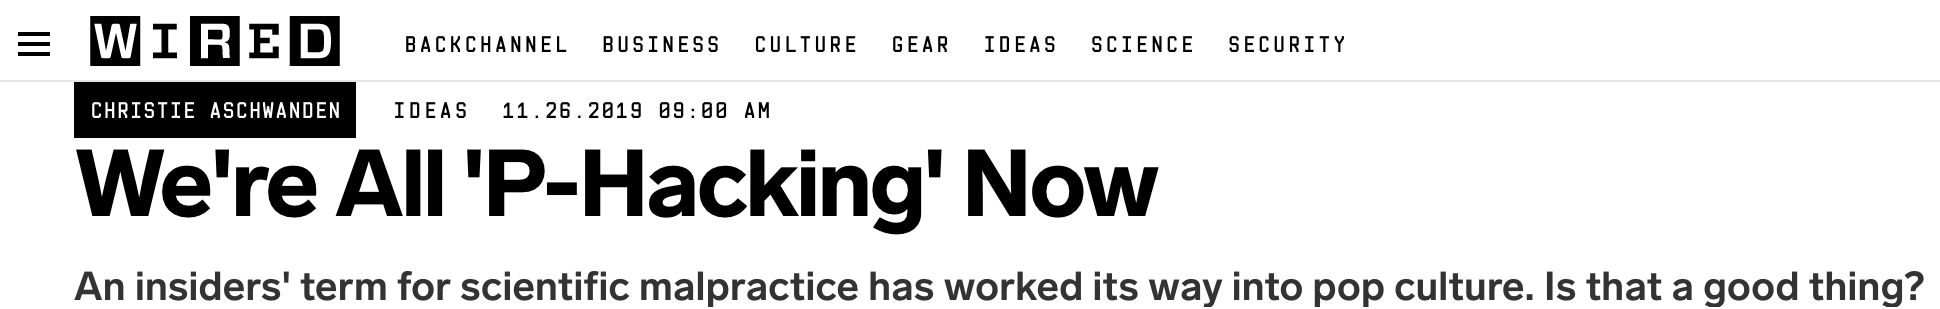 WIRED BACKCHANNEL BUSINESS CULTURE GEAR IDEAS SCIENCE SECURITY
CHRISTIE ASCHWANDEN IDEAS 11.26.2019 09:00 AM
We're All 'P-Hacking' Now
An insiders' term for scientific malpractice has worked its way into pop culture. Is that a good thing?